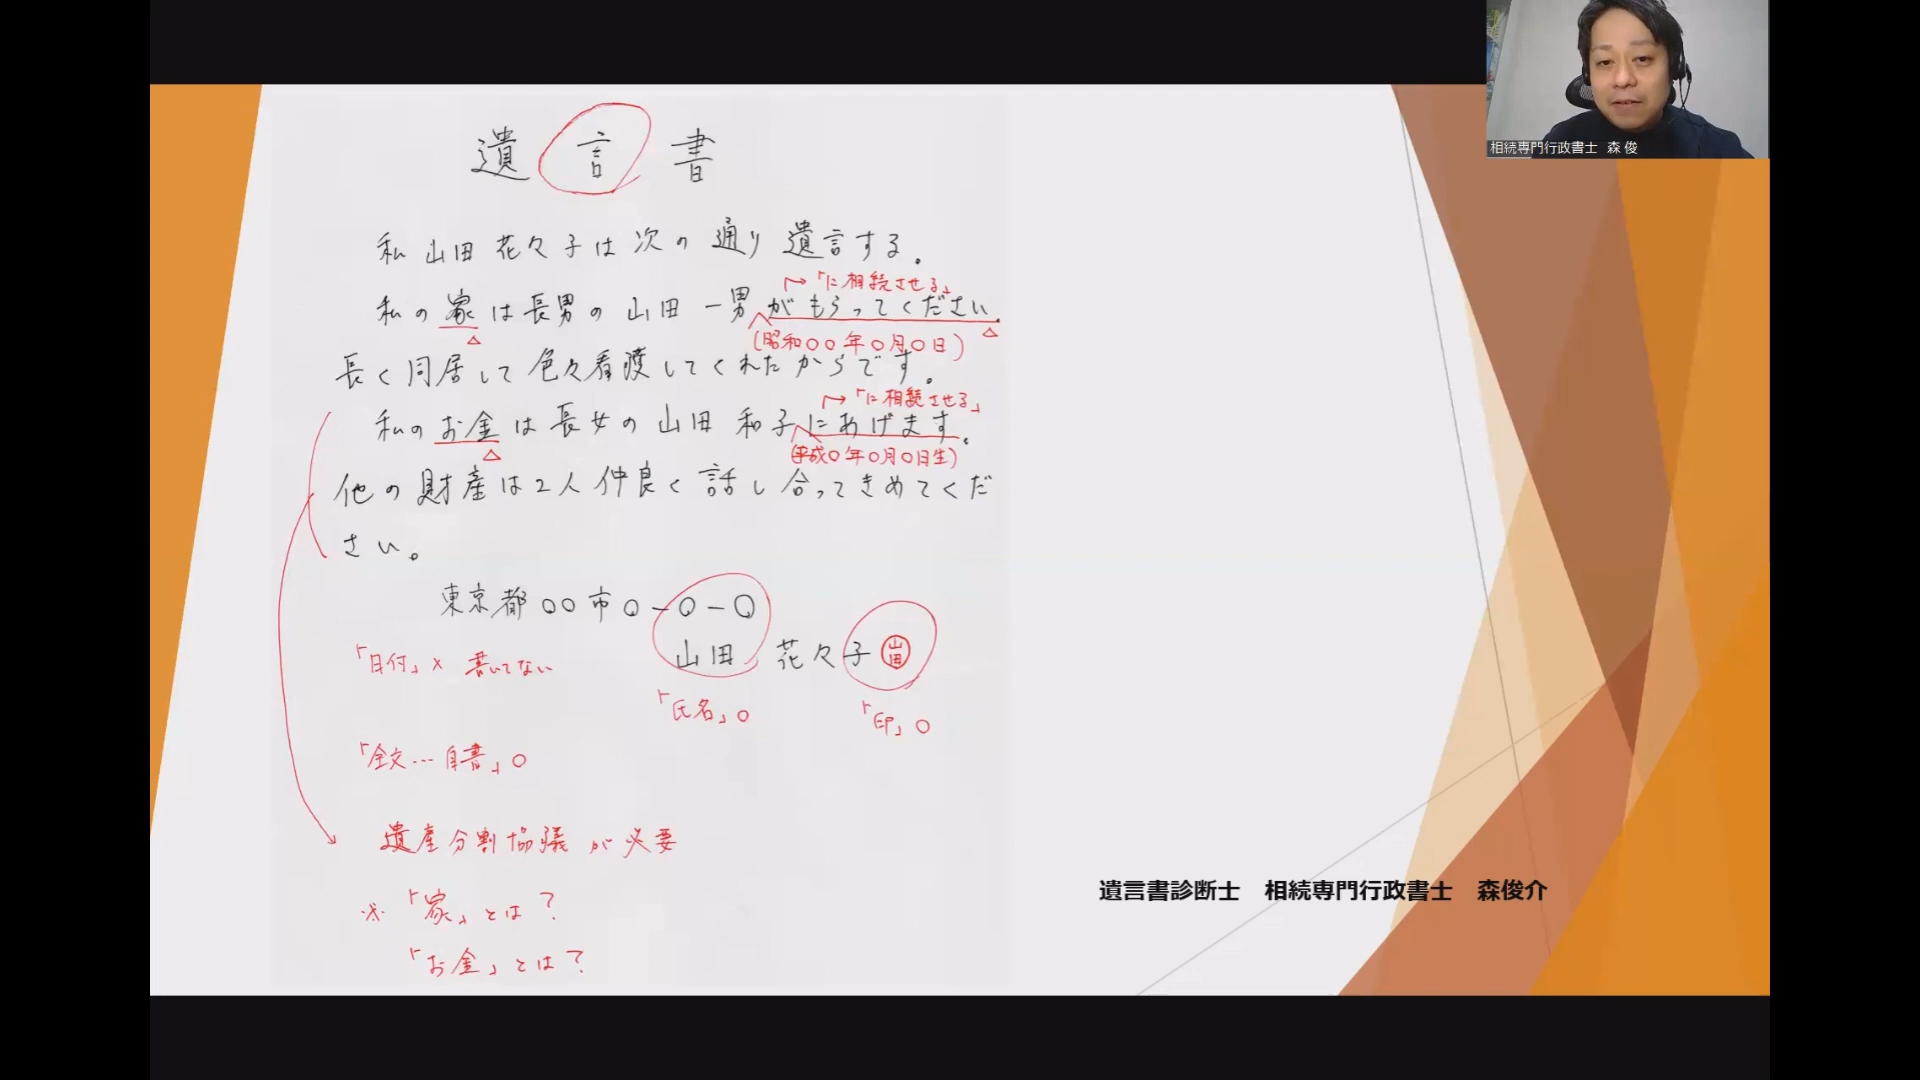 遺言書
私 山田 花々子は次の通り遺言する。
→「に相続させる」
私の家は長男の山田一男がもらってください。
△
(昭和〇〇年〇月〇日)
△
長く同居して色々看護してくれたからです。
→「に相続させる」
私のお金は長女の山田和子にあげます。
△
(平成〇年〇月〇日生)
他の財産は2人仲良く話し合ってきめてくだ
さい。
東京都〇〇市〇-〇-〇
山田 花々子 山田
「日付」× 書いてない
「氏名」〇
「印」〇
「全文…自書」〇
遺産分割協議が必要
※「家」とは?
「お金」とは?
遺言書診断士 相続専門行政書士 森俊介
相続専門行政書士 森 俊